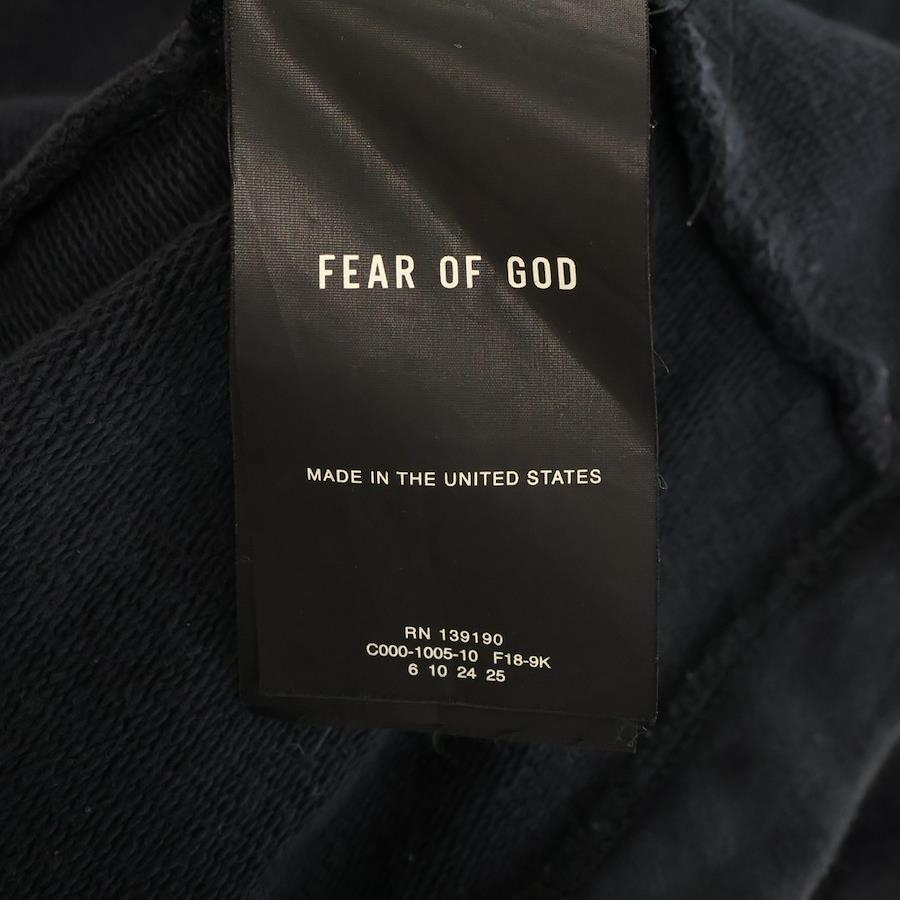 FEAR OF GOD
MADE IN THE UNITED STATES
RN 139190
C000-1005-10 F18-9K
6 10 24 25